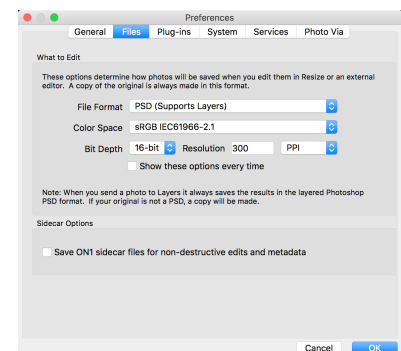 Preferences
General Files Plug-ins System Services Photo Via
What to Edit
These options determine how photos will be saved when you edit them in Resize or an external
editor. A copy of the original is always made in this format.
File Format PSD (Supports Layers)
Color Space sRGB IEC61966-2.1
Bit Depth 16-bit Resolution 300 PPI
Show these options every time
Note: When you send a photo to Layers it always saves the results in the layered Photoshop
PSD format. If your original is not a PSD, a copy will be made.
Sidecar Options
Save ON1 sidecar files for non-destructive edits and metadata
Cancel OK